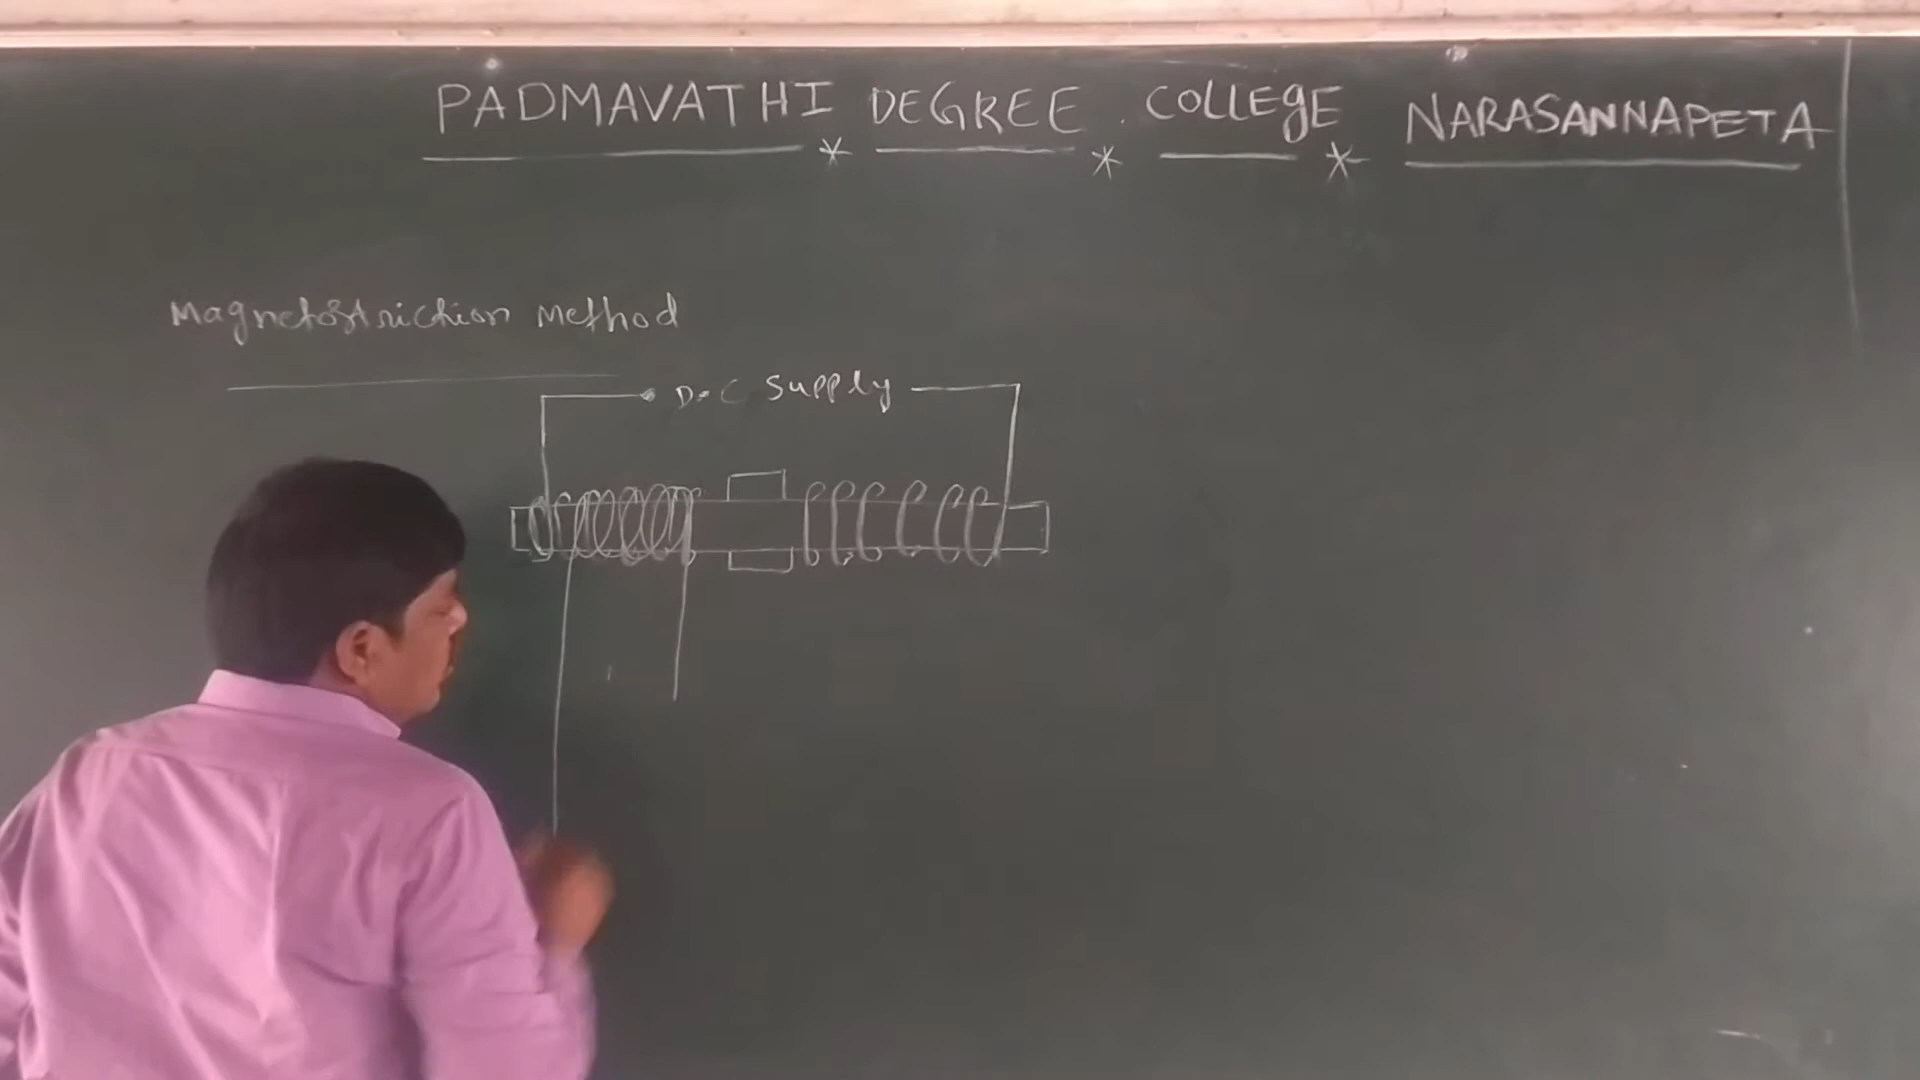 PADMAVATHI DEGREE COLLEGE NARASANNAPETA
Magnetostriction Method
D.C Supply